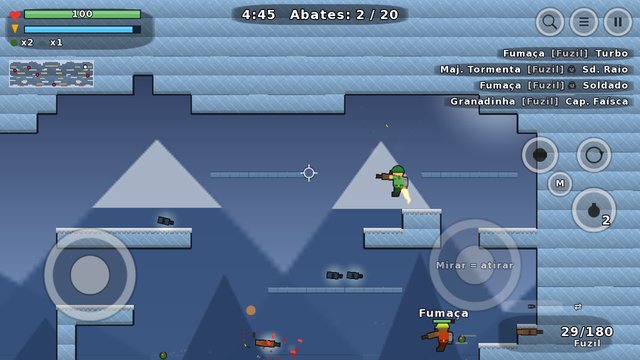 100
4:45 Abates: 2 / 20
x2 x1
Fumaça [Fuzil] Turbo
Maj. Tormenta [Fuzil] Sd. Raio
Fumaça [Fuzil] Soldado
Granadinha [Fuzil] Cap. Faísca
M
2
Mirar = atirar
Fumaça
29/180
Fuzil